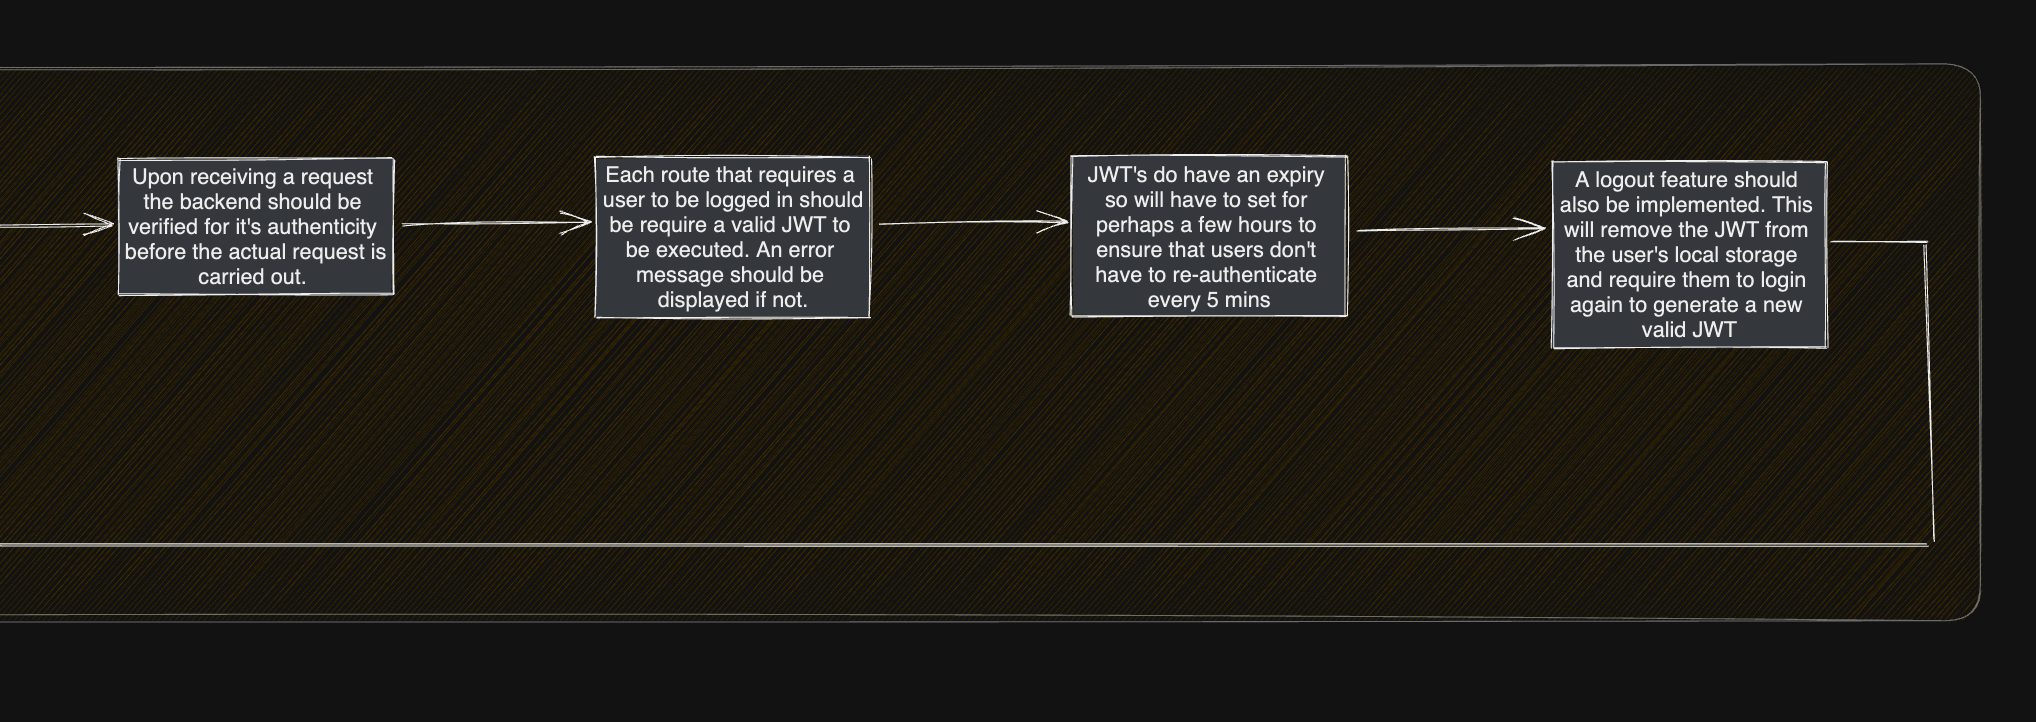 Upon receiving a request
the backend should be
verified for it's authenticity
before the actual request is
carried out.
Each route that requires a
user to be logged in should
be require a valid JWT to
be executed. An error
message should be
displayed if not.
JWT's do have an expiry
so will have to set for
perhaps a few hours to
ensure that users don't
have to re-authenticate
every 5 mins
A logout feature should
also be implemented. This
will remove the JWT from
the user's local storage
and require them to login
again to generate a new
valid JWT